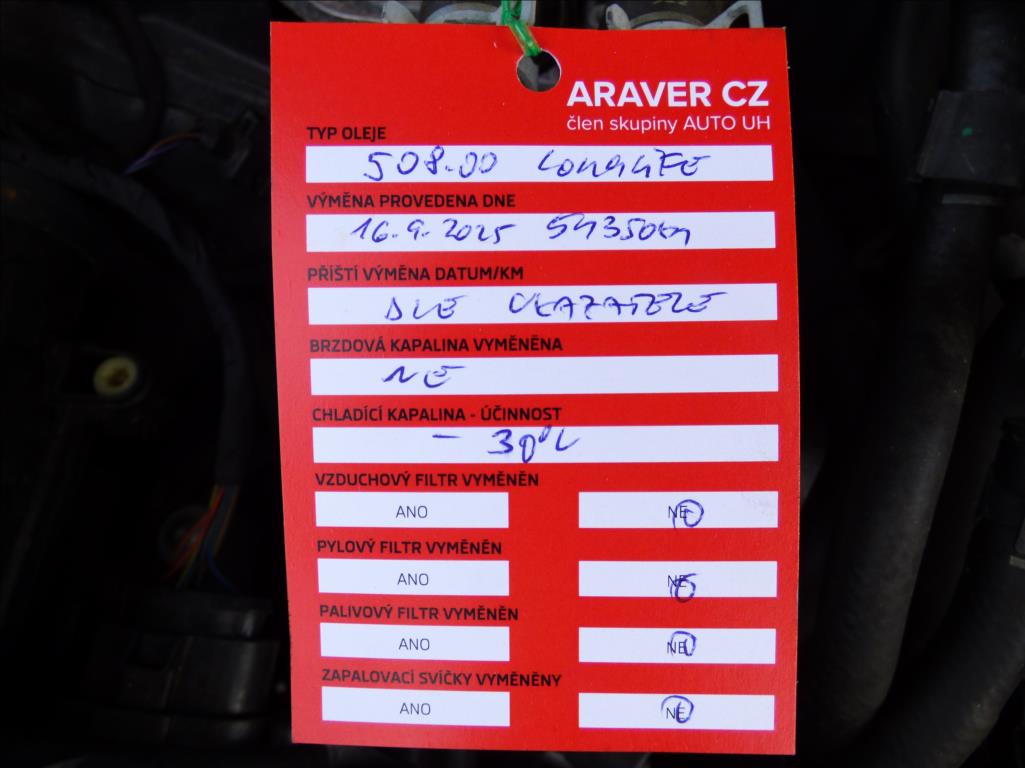 ARAVER CZ
člen skupiny AUTO UH
TYP OLEJE
508.00 LONGLIFE
VÝMĚNA PROVEDENA DNE
16.9.2025 54350km
PŘÍŠTÍ VÝMĚNA DATUM/KM
DLE UKAZATELE
BRZDOVÁ KAPALINA VYMĚNĚNA
NE
CHLADÍCÍ KAPALINA - ÚČINNOST
- 30°C
VZDUCHOVÝ FILTR VYMĚNĚN
ANO NE
PYLOVÝ FILTR VYMĚNĚN
ANO NE
PALIVOVÝ FILTR VYMĚNĚN
ANO NE
ZAPALOVACÍ SVÍČKY VYMĚNĚNY
ANO NE